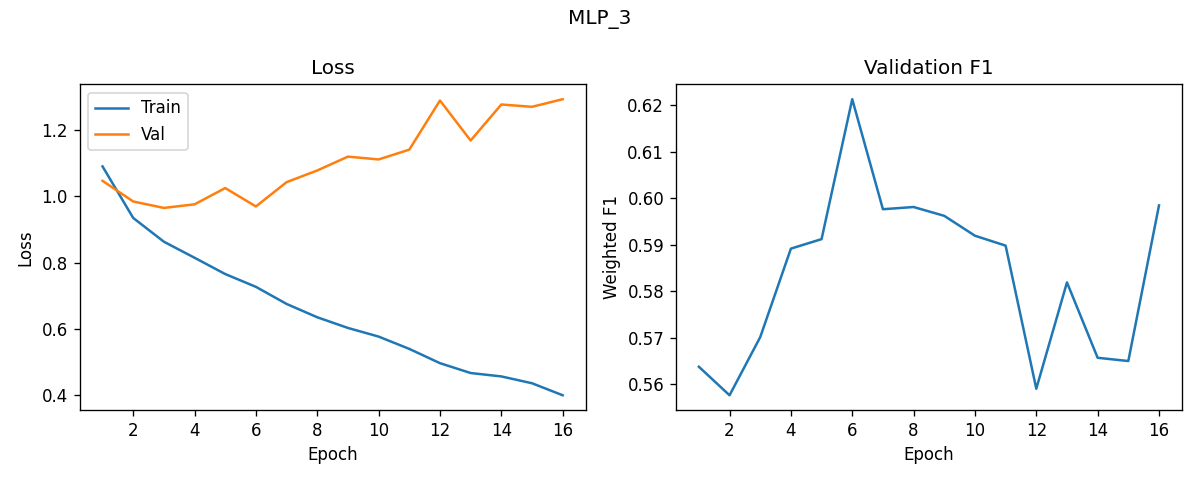 MLP_3
Loss
Train
Val
1.2
1.0
0.8
0.6
0.4
Loss
2 4 6 8 10 12 14 16
Epoch
Validation F1
0.62
0.61
0.60
0.59
0.58
0.57
0.56
Weighted F1
2 4 6 8 10 12 14 16
Epoch